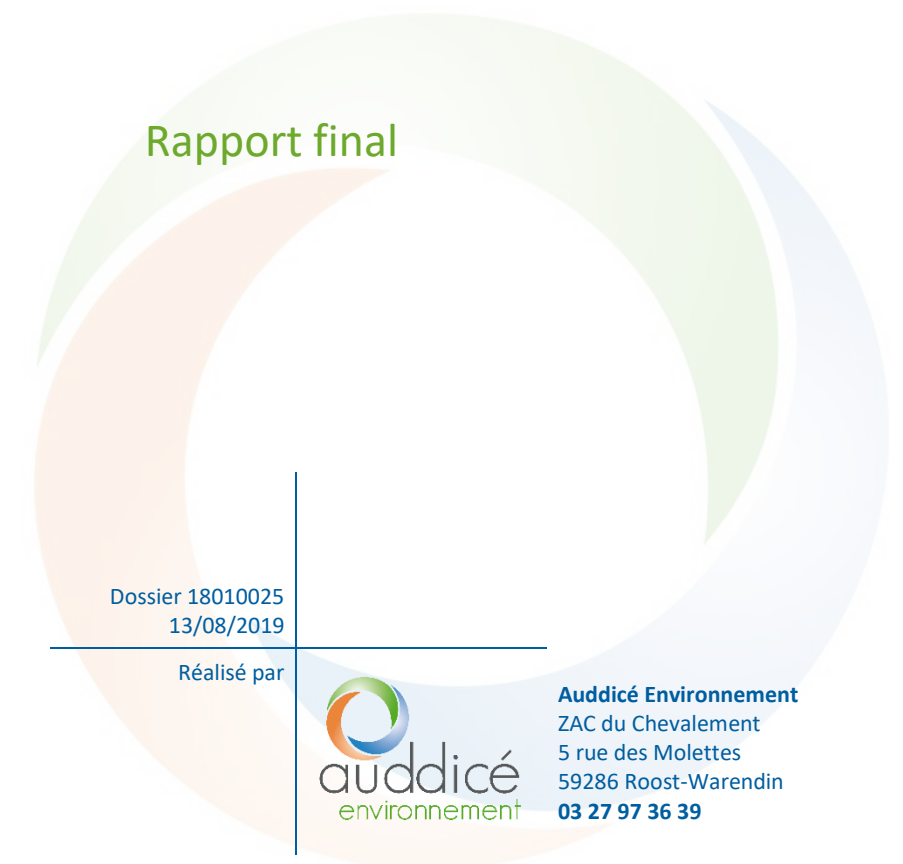 Rapport final
Dossier 18010025
13/08/2019
Réalisé par
auddicé
environnement
Auddicé Environnement
ZAC du Chevalement
5 rue des Molettes
59286 Roost-Warendin
03 27 97 36 39